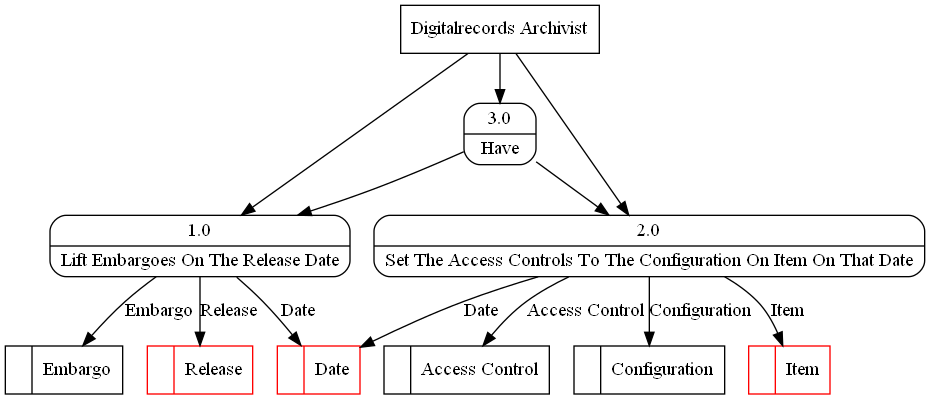 Digitalrecords Archivist
3.0
Have
1.0
Lift Embargoes On The Release Date
2.0
Set The Access Controls To The Configuration On Item On That Date
Embargo
Release
Date
Date
Access Control
Configuration
Item
Embargo
Release
Date
Access Control
Configuration
Item